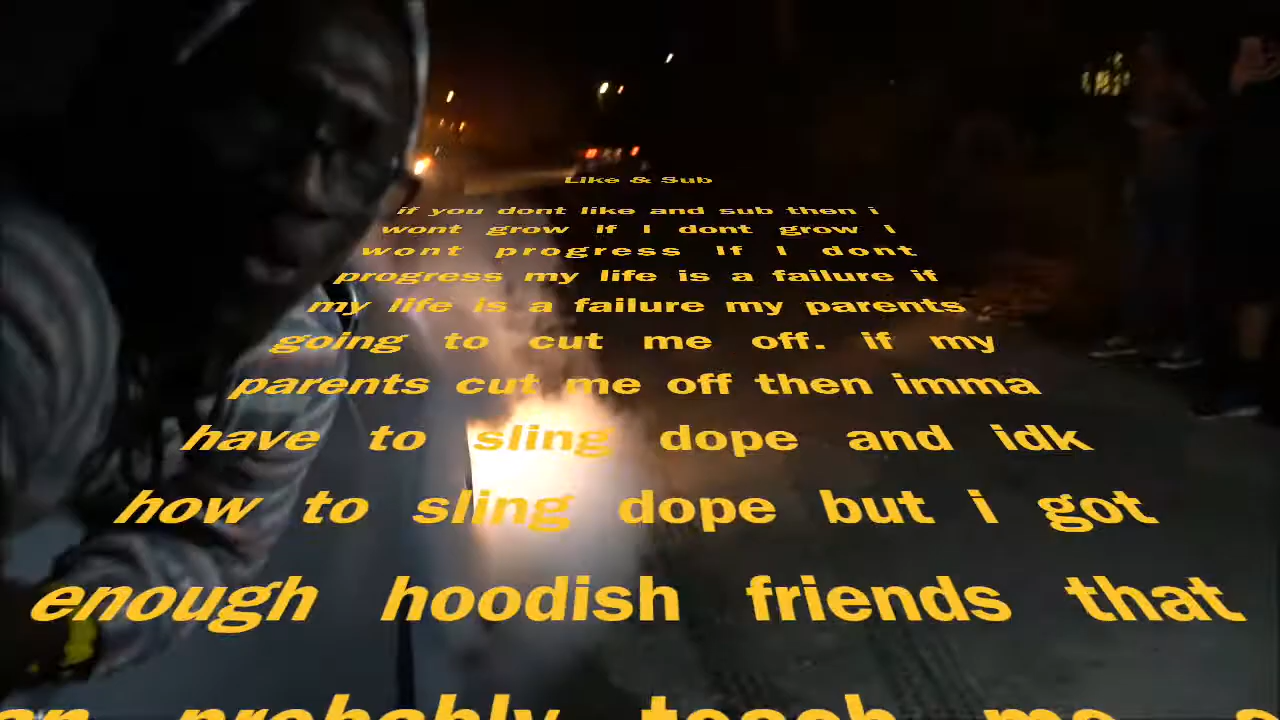 Like & Sub
if you dont like and sub then i
wont grow If I dont grow I
wont progress If I dont
progress my life is a failure if
my life is a failure my parents
going to cut me off. if my
parents cut me off then imma
have to sling dope and idk
how to sling dope but i got
enough hoodish friends that
probably teach me